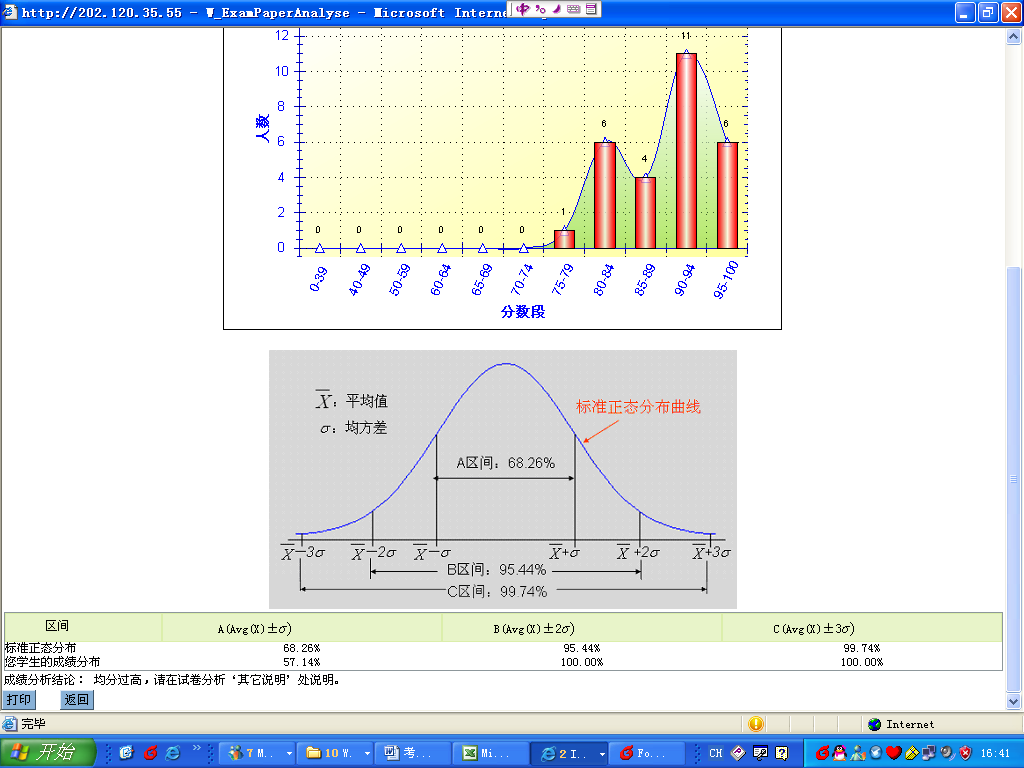 http://202.120.35.55 - W_ExamPaperAnalyse - Microsoft Interne
中
12
10
8
6
4
2
0
人数
0
0
0
0
0
0
1
6
4
11
6
0-39
40-49
50-59
60-64
65-69
70-74
75-79
80-84
85-89
90-94
95-100
分数段
X：平均值
σ：均方差
标准正态分布曲线
A区间：68.26%
X−3σ X−2σ X−σ X+σ X+2σ X+3σ
B区间：95.44%
C区间：99.74%
区间 A(Avg(X)±σ) B(Avg(X)±2σ) C(Avg(X)±3σ)
标准正态分布 68.26% 95.44% 99.74%
您学生的成绩分布 57.14% 100.00% 100.00%
成绩分析结论： 均分过高,请在试卷分析‘其它说明’处说明。
打印 返回
完毕 Internet
开始 » 7 M.. 10 W. 考... Mi... 2 I.. Fo... CH 16:41